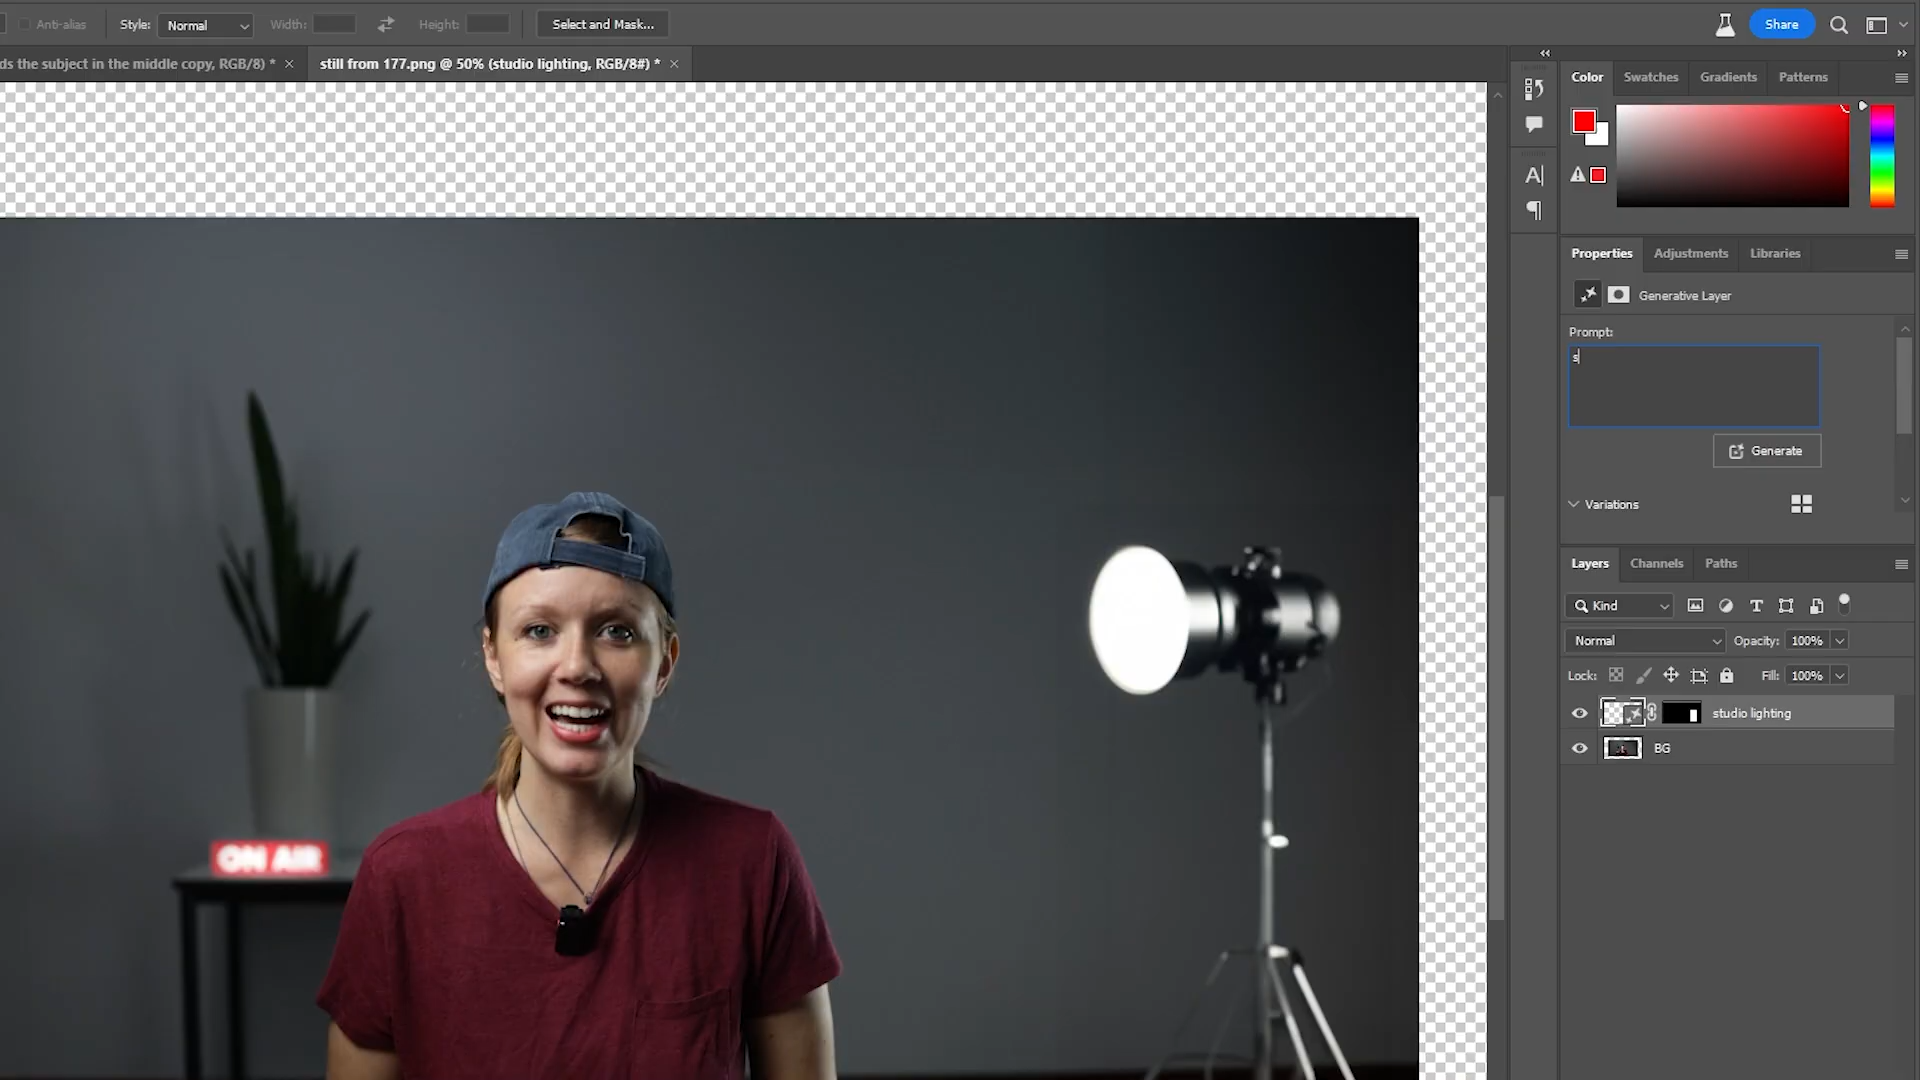 Anti-alias Style: Normal Width: Height: Select and Mask... Share
ds the subject in the middle copy, RGB/8) * × still from 177.png @ 50% (studio lighting, RGB/8#) * ×
Color Swatches Gradients Patterns
Properties Adjustments Libraries
Generative Layer
Prompt:
s
Generate
Variations
Layers Channels Paths
Kind
Normal Opacity: 100%
Lock: Fill: 100%
studio lighting
BG
ON AIR